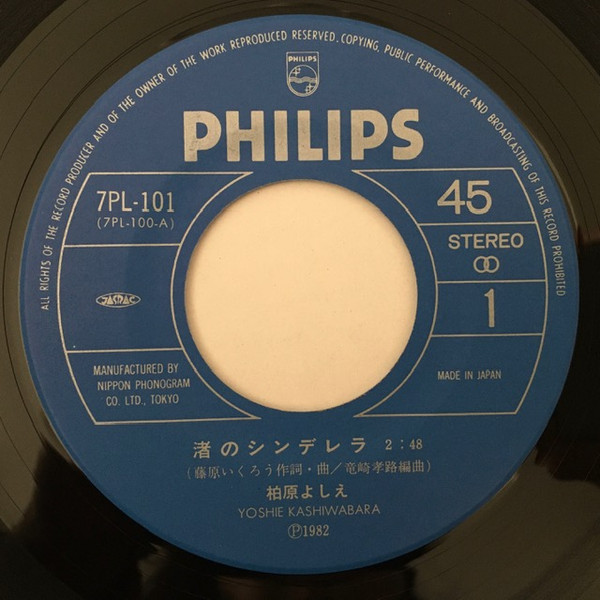 ALL RIGHTS OF THE RECORD PRODUCER AND OF THE OWNER OF THE WORK REPRODUCED RESERVED. COPYING, PUBLIC PERFORMANCE AND BROADCASTING OF THIS RECORD PROHIBITED
PHILIPS
PHILIPS
7PL-101
(7PL-100-A)
45
STEREO
JASRAC
1
MANUFACTURED BY
NIPPON PHONOGRAM
CO. LTD., TOKYO
MADE IN JAPAN
渚のシンデレラ 2:48
(藤原いくろう作詞・曲/竜崎孝路編曲)
柏原よしえ
YOSHIE KASHIWABARA
Ⓟ1982